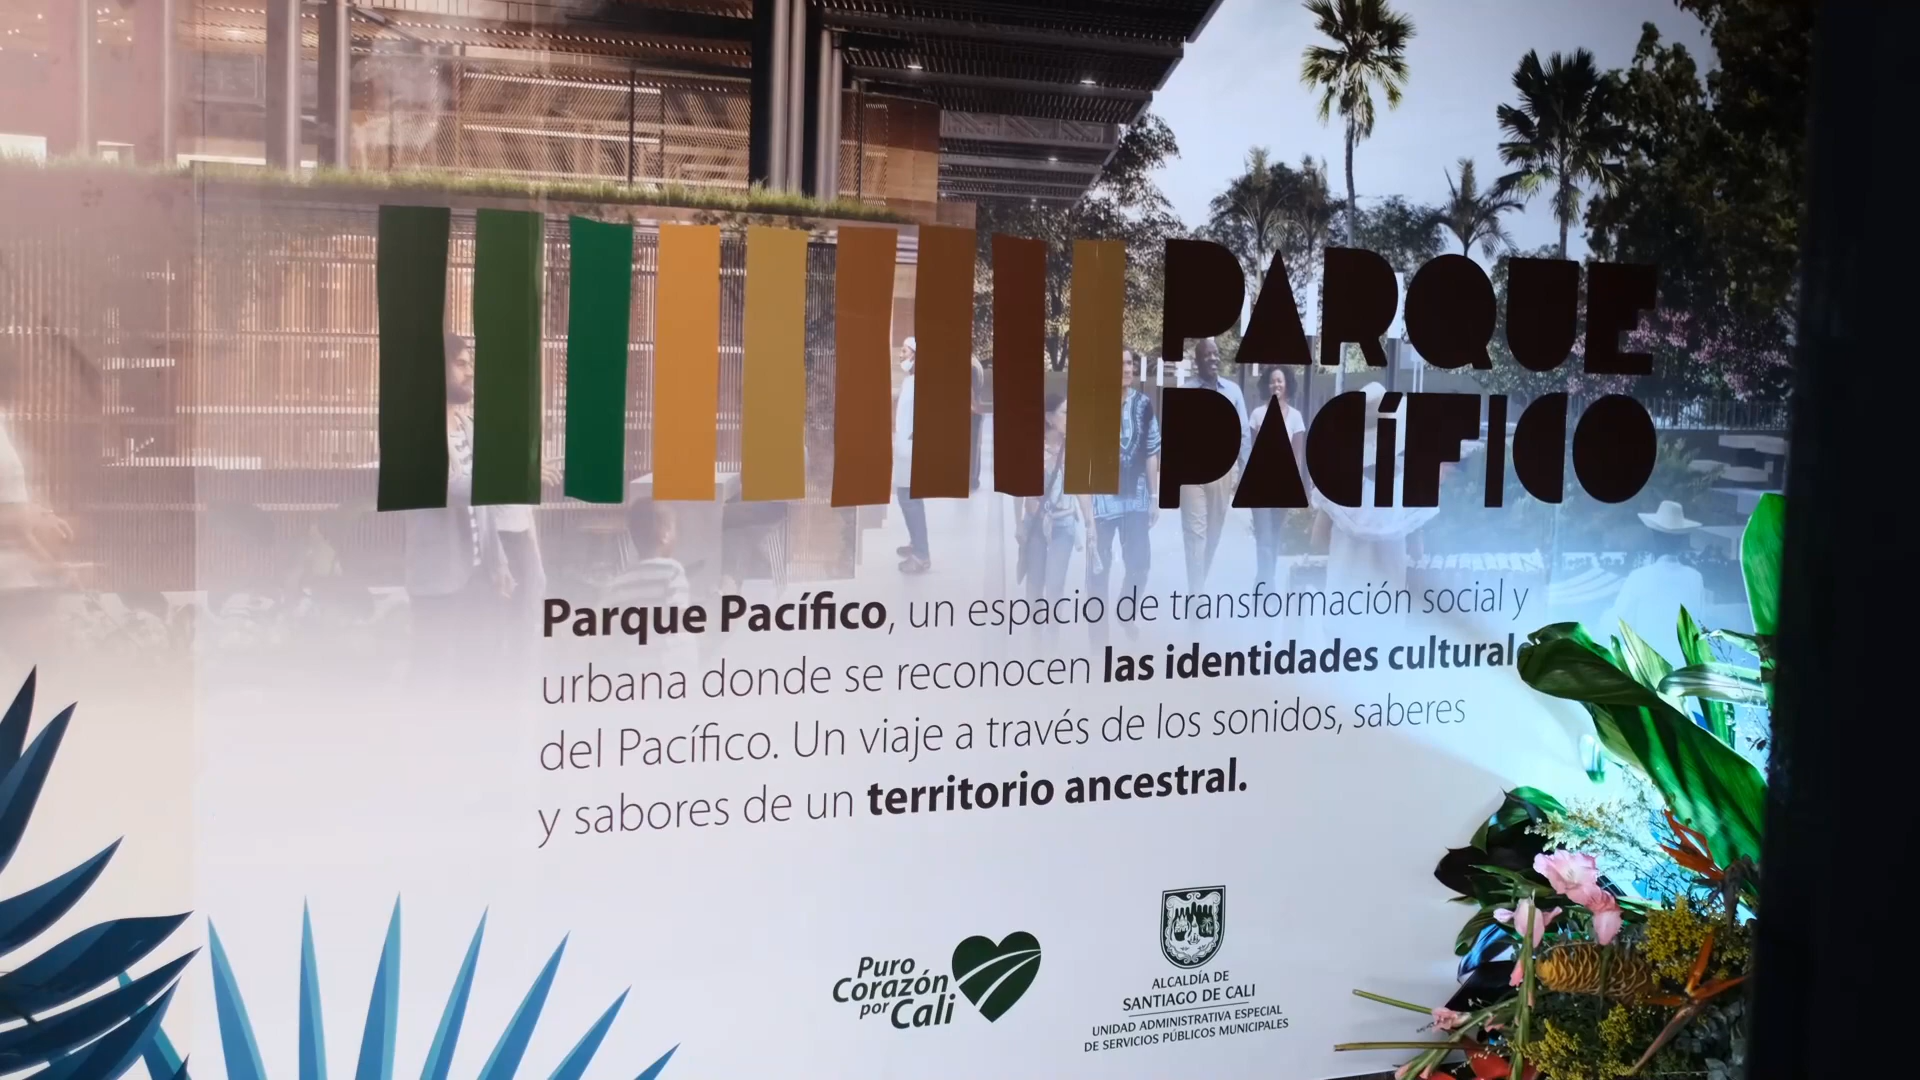 PARQUE
PACÍFICO
Parque Pacífico, un espacio de transformación social y
urbana donde se reconocen las identidades cultural
del Pacífico. Un viaje a través de los sonidos, saberes
y sabores de un territorio ancestral.
Puro
Corazón
por Cali
ALCALDÍA DE
SANTIAGO DE CALI
UNIDAD ADMINISTRATIVA ESPECIAL
DE SERVICIOS PÚBLICOS MUNICIPALES